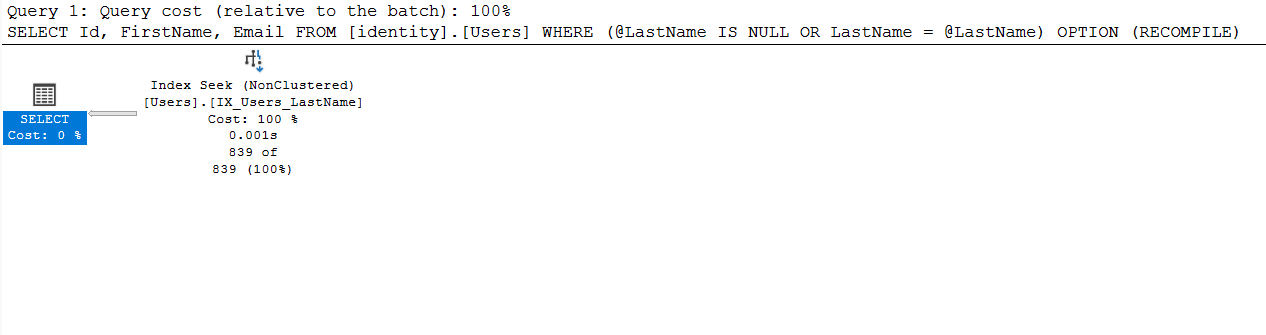 Query 1: Query cost (relative to the batch): 100%
SELECT Id, FirstName, Email FROM [identity].[Users] WHERE (@LastName IS NULL OR LastName = @LastName) OPTION (RECOMPILE)
SELECT
Cost: 0 %
Index Seek (NonClustered)
[Users].[IX_Users_LastName]
Cost: 100 %
0.001s
839 of
839 (100%)